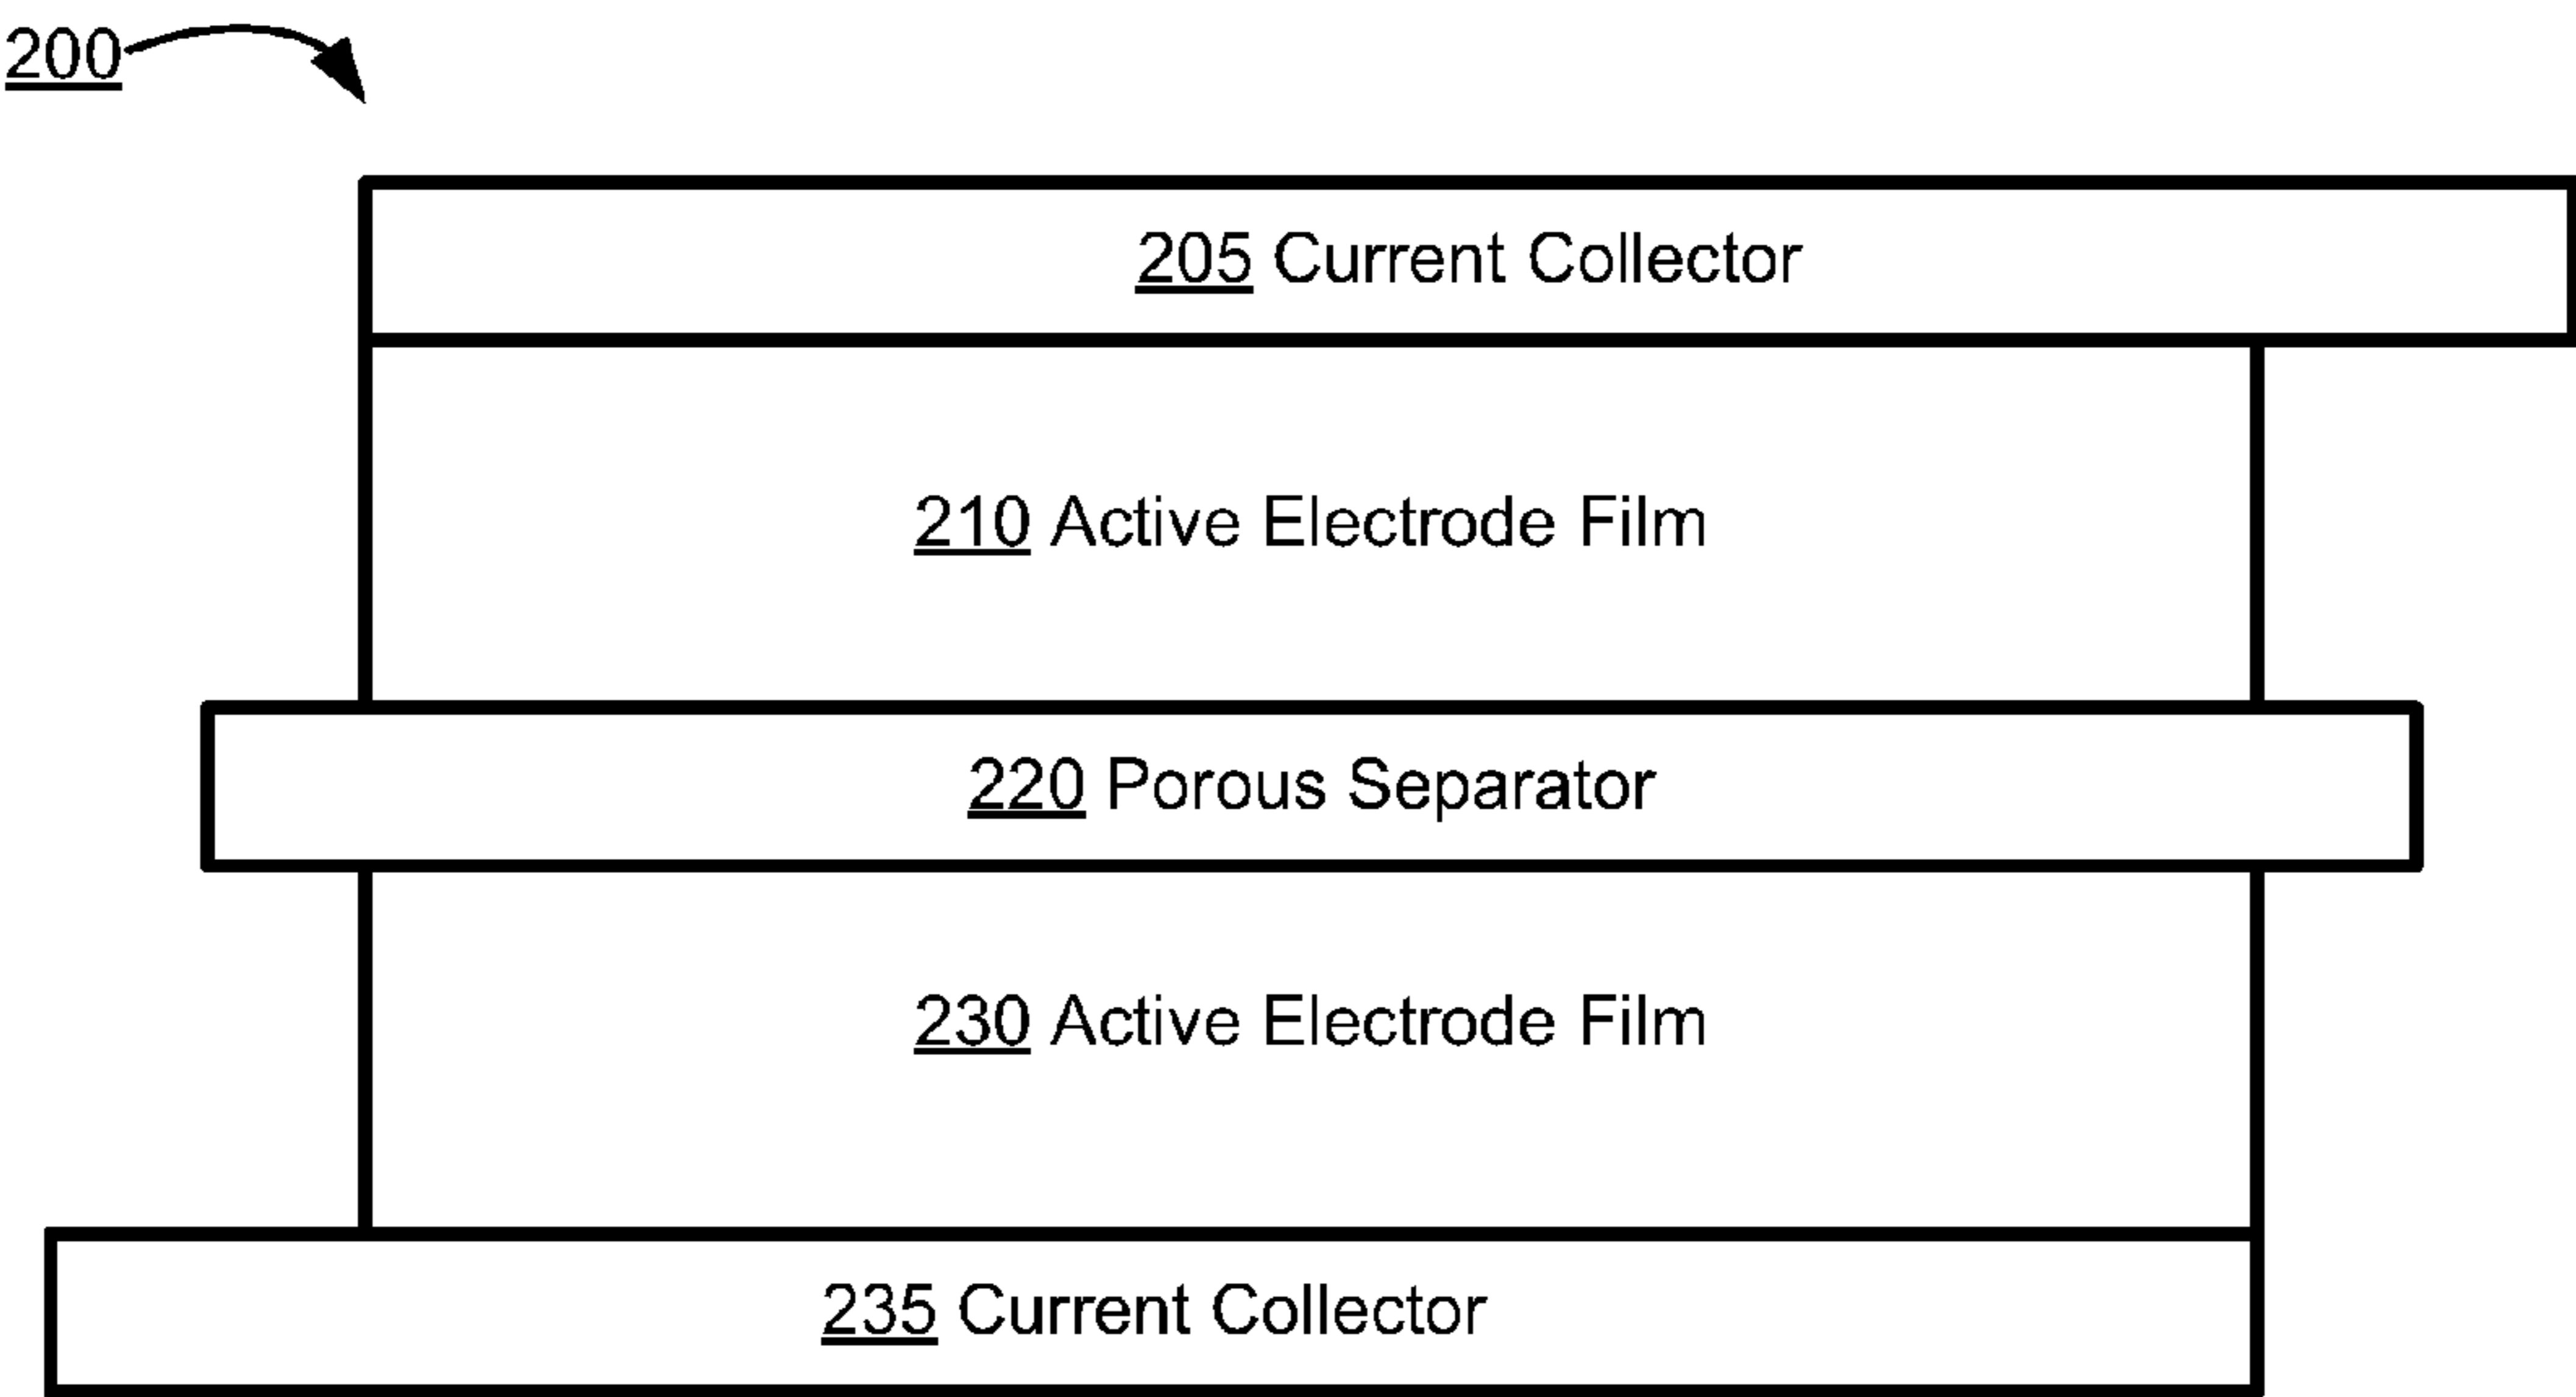 200
205 Current Collector
210 Active Electrode Film
220 Porous Separator
230 Active Electrode Film
235 Current Collector